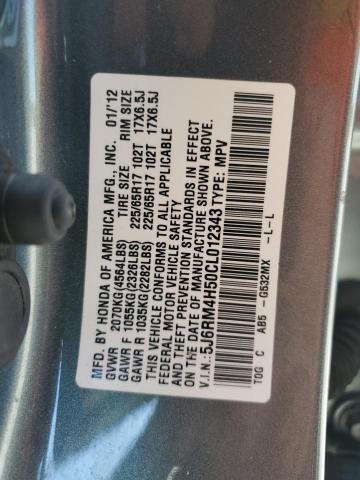 MFD. BY HONDA OF AMERICA MFG., INC. 01/'12
TIRE SIZE RIM SIZE
GVWR 2070KG(4564LBS)
GAWR F 1055KG(2326LBS) 225/65R17 102T 17X6.5J
GAWR R 1035KG(2282LBS) 225/65R17 102T 17X6.5J
THIS VEHICLE CONFORMS TO ALL APPLICABLE
FEDERAL MOTOR VEHICLE SAFETY
AND THEFT PREVENTION STANDARDS IN EFFECT
ON THE DATE OF MANUFACTURE SHOWN ABOVE.
V.I.N.: 5J6RM4H50CL012343 TYPE: MPV
TOG C AB5 - G532MX -L-L